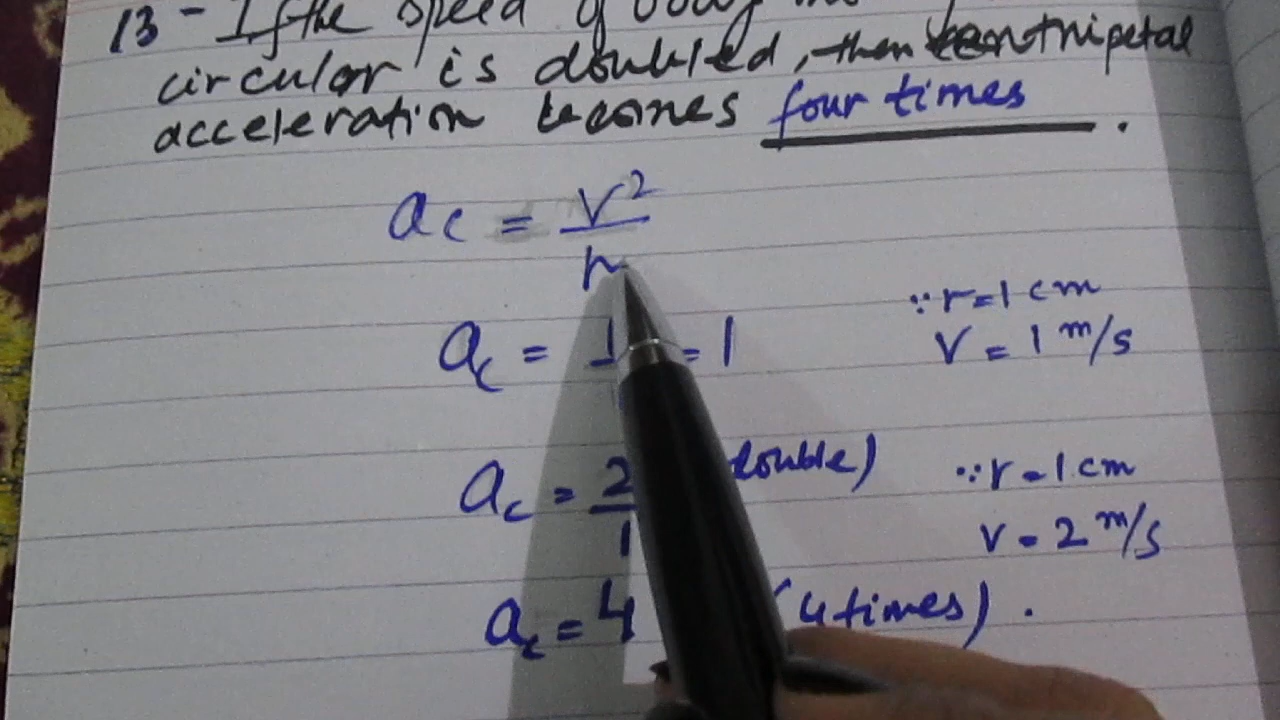 13 - If the speed of body
circular is doubled, then centripetal
acceleration becomes four times .
ac = v²
r
∵ r = 1 cm
ac = 1 = 1
V = 1 m/s
ac = 2 double)
1
∵ r = 1 cm
v = 2 m/s
ac = 4 (4 times) .